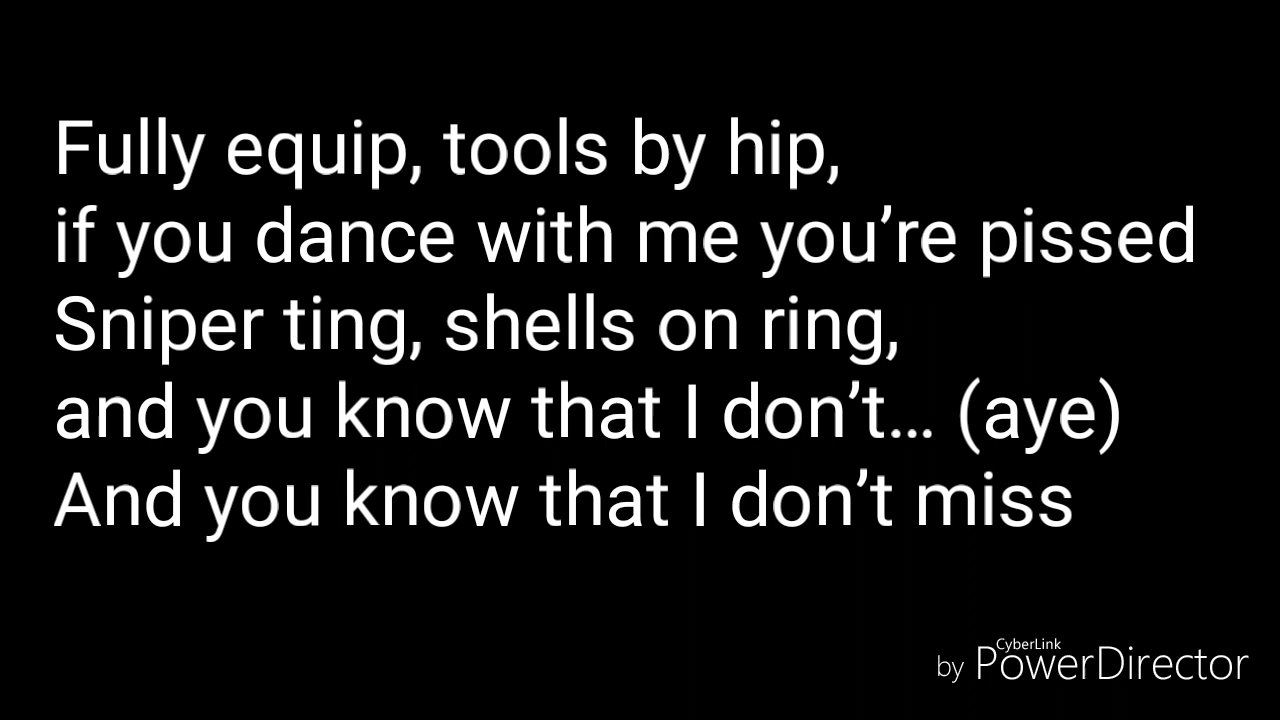 Fully equip, tools by hip,
if you dance with me you’re pissed
Sniper ting, shells on ring,
and you know that I don’t… (aye)
And you know that I don’t miss
CyberLink
by PowerDirector